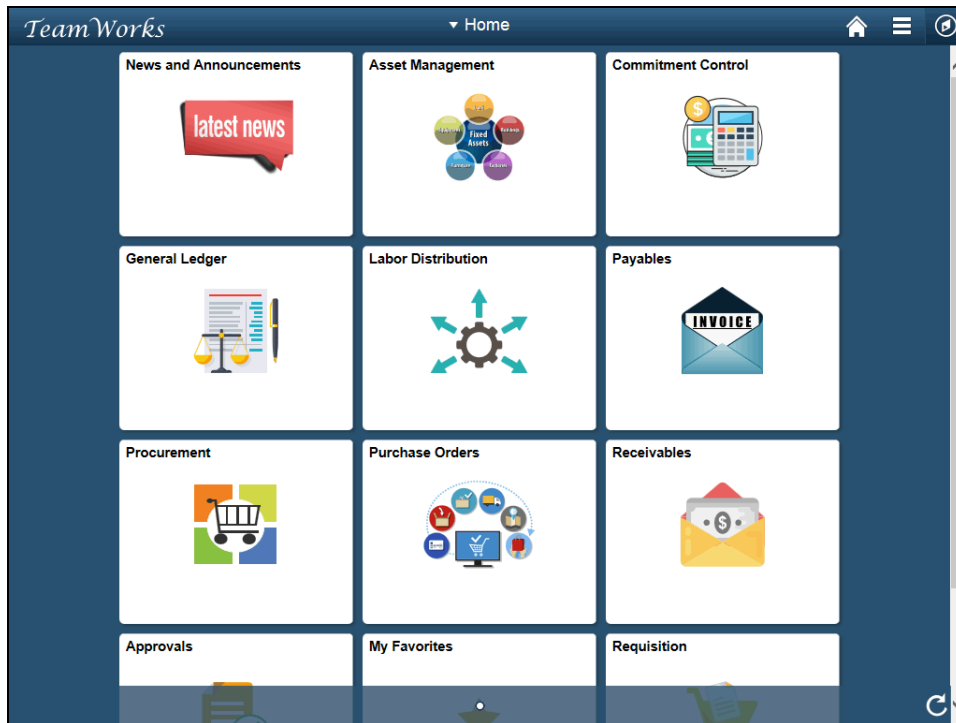 TeamWorks
Home
News and Announcements
Asset Management
Commitment Control
latest news
Fixed
Assets
General Ledger
Labor Distribution
Payables
INVOICE
Procurement
Purchase Orders
Receivables
Approvals
My Favorites
Requisition